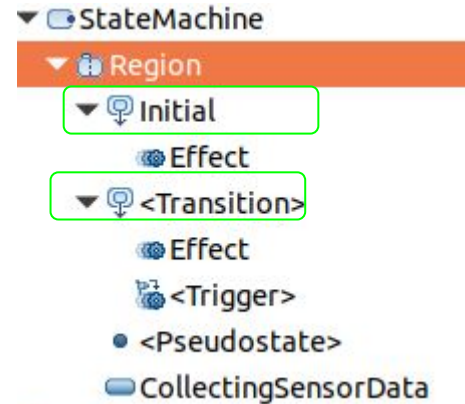 StateMachine
Region
Initial
Effect
<Transition>
Effect
<Trigger>
<Pseudostate>
CollectingSensorData